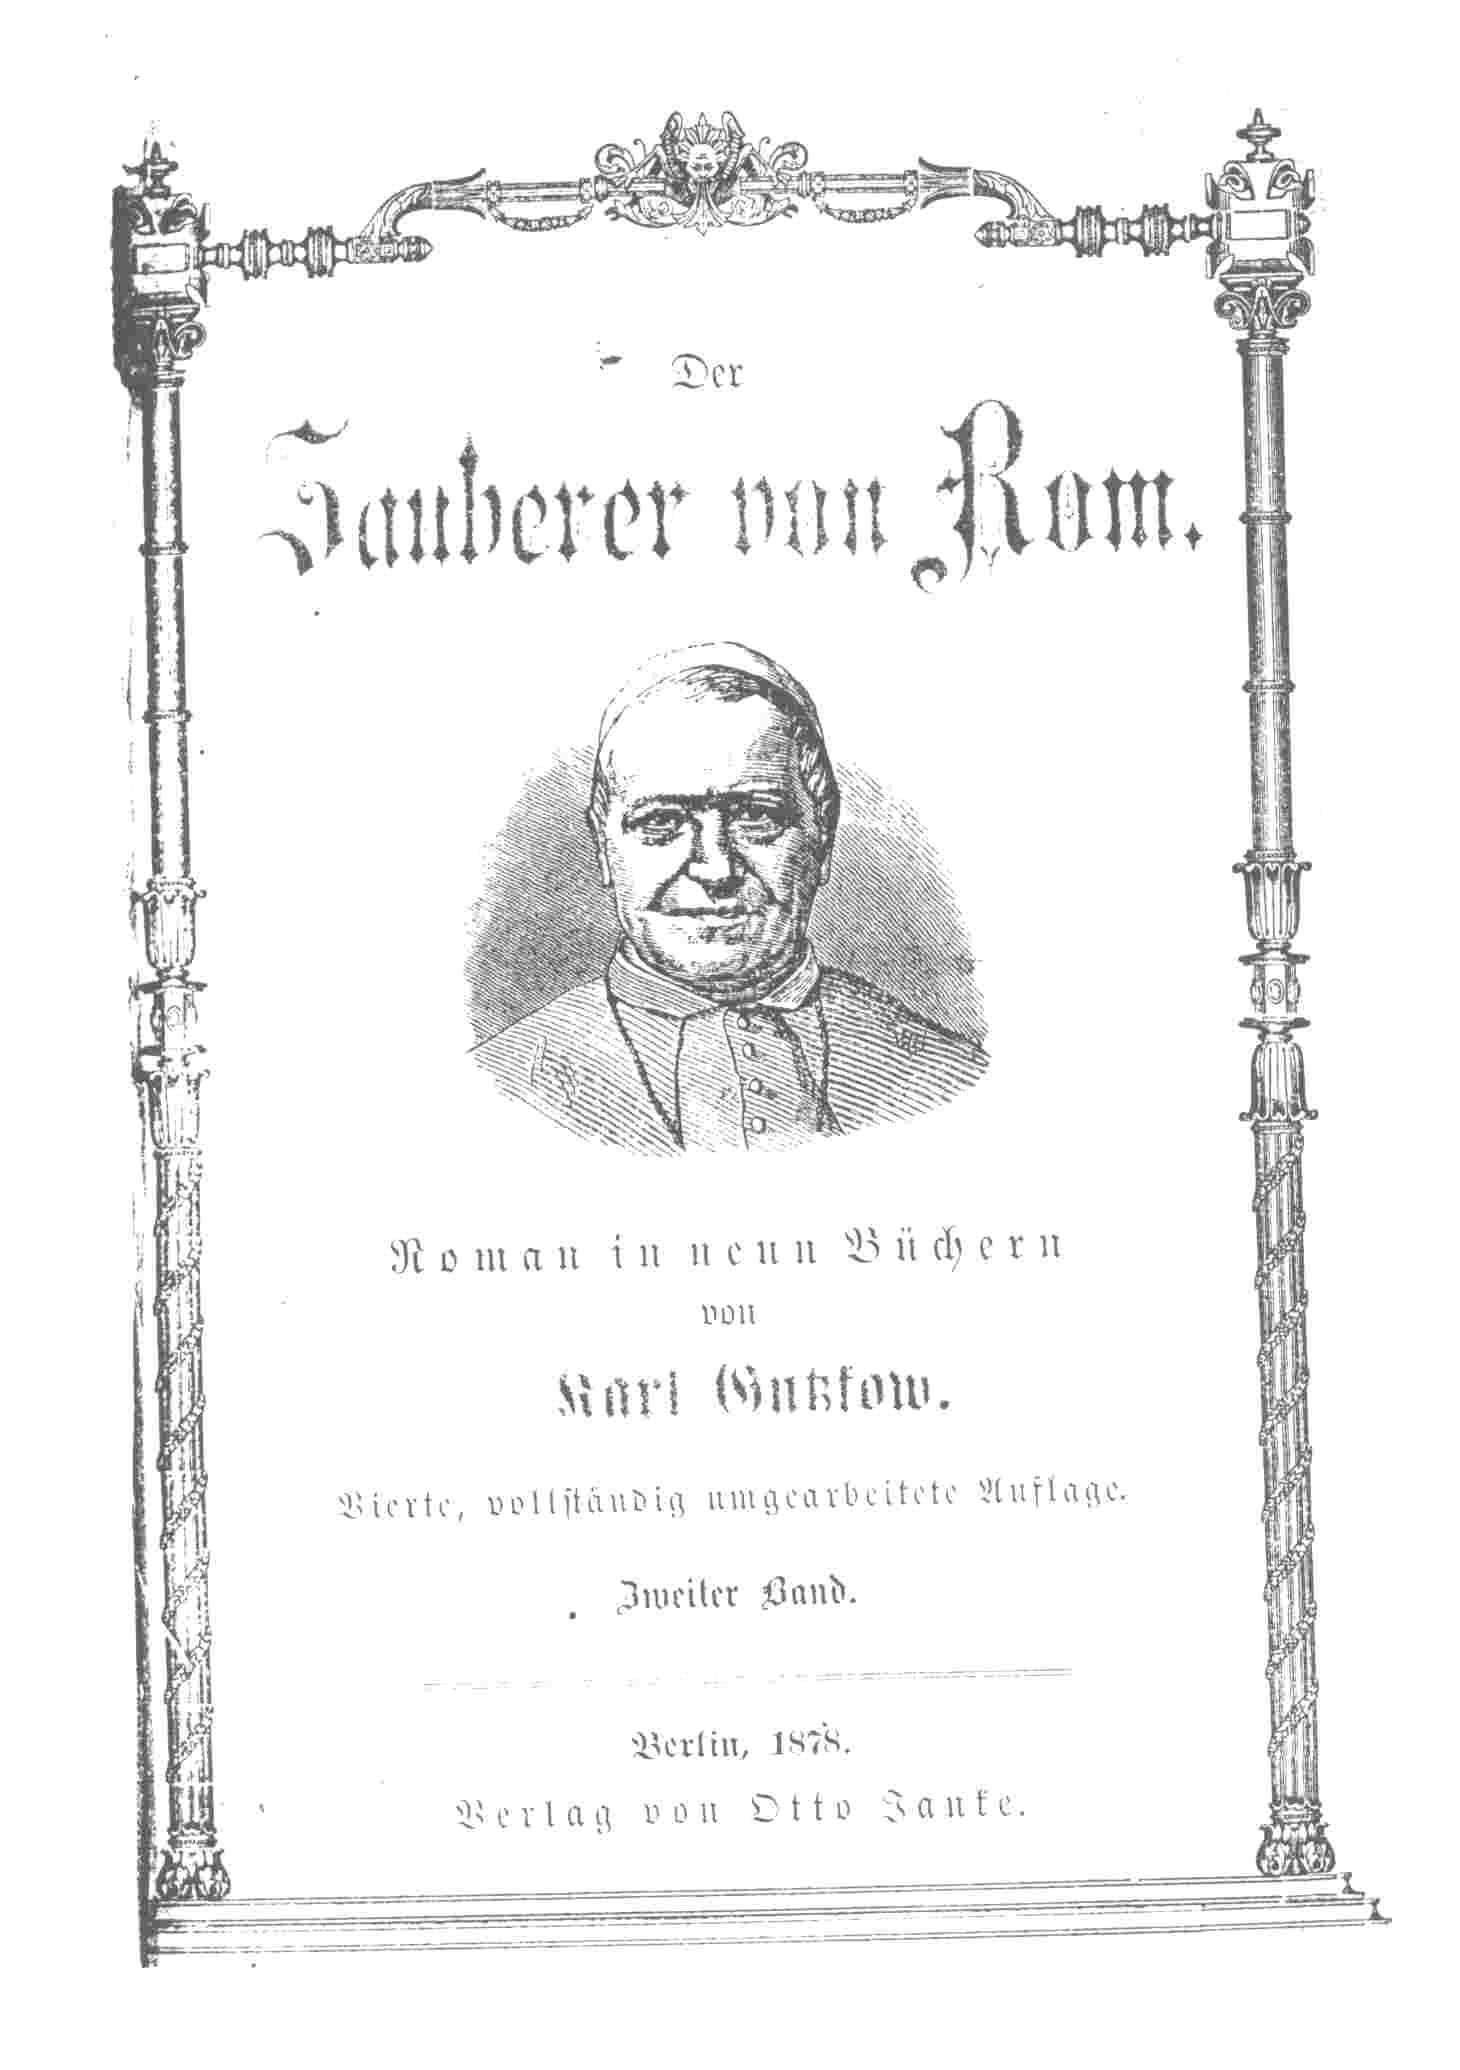 Der
Zauberer von Rom.
Roman in neun Büchern
von
Karl Gutzkow.
Vierte, vollständig umgearbeitete Auflage.
Zweiter Band.
Berlin, 1878.
Verlag von Otto Janke.